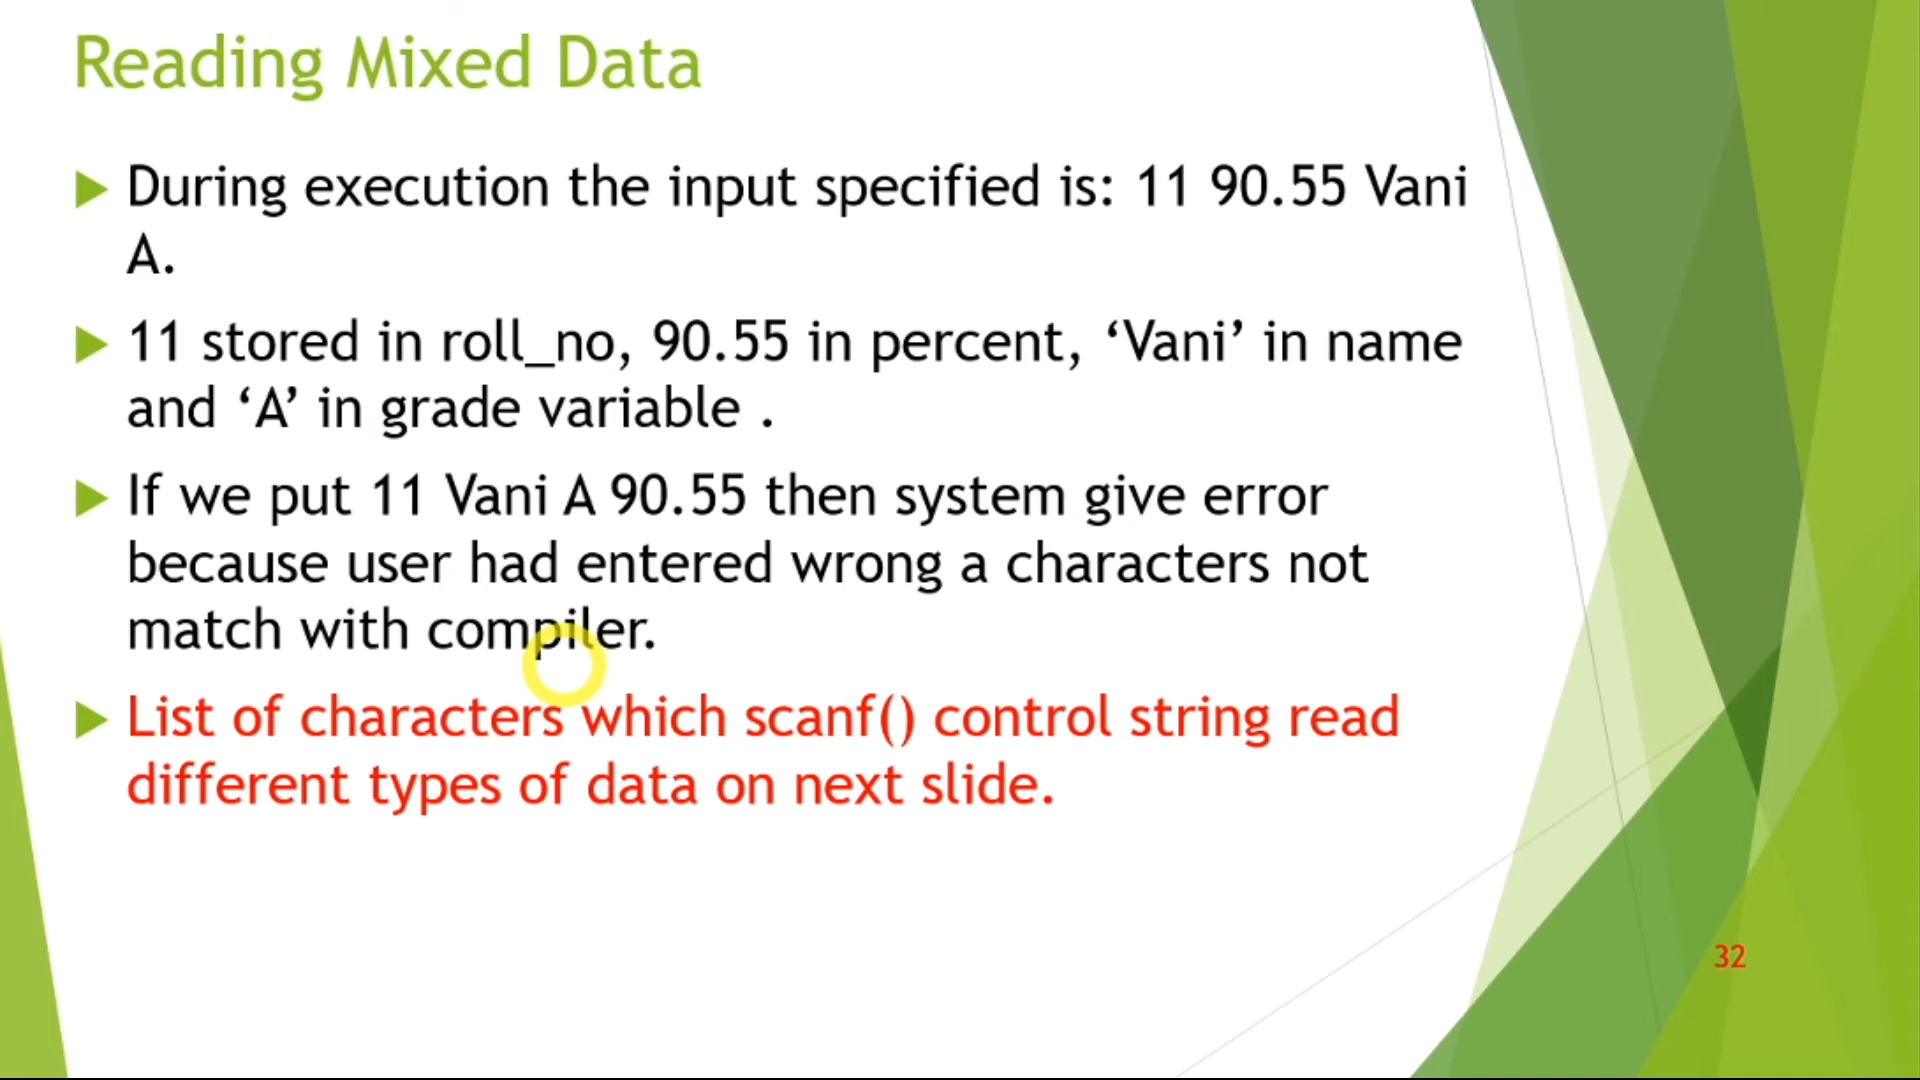 Reading Mixed Data
During execution the input specified is: 11 90.55 Vani
A.
11 stored in roll_no, 90.55 in percent, ‘Vani’ in name
and ‘A’ in grade variable .
If we put 11 Vani A 90.55 then system give error
because user had entered wrong a characters not
match with compiler.
List of characters which scanf() control string read
different types of data on next slide.
32